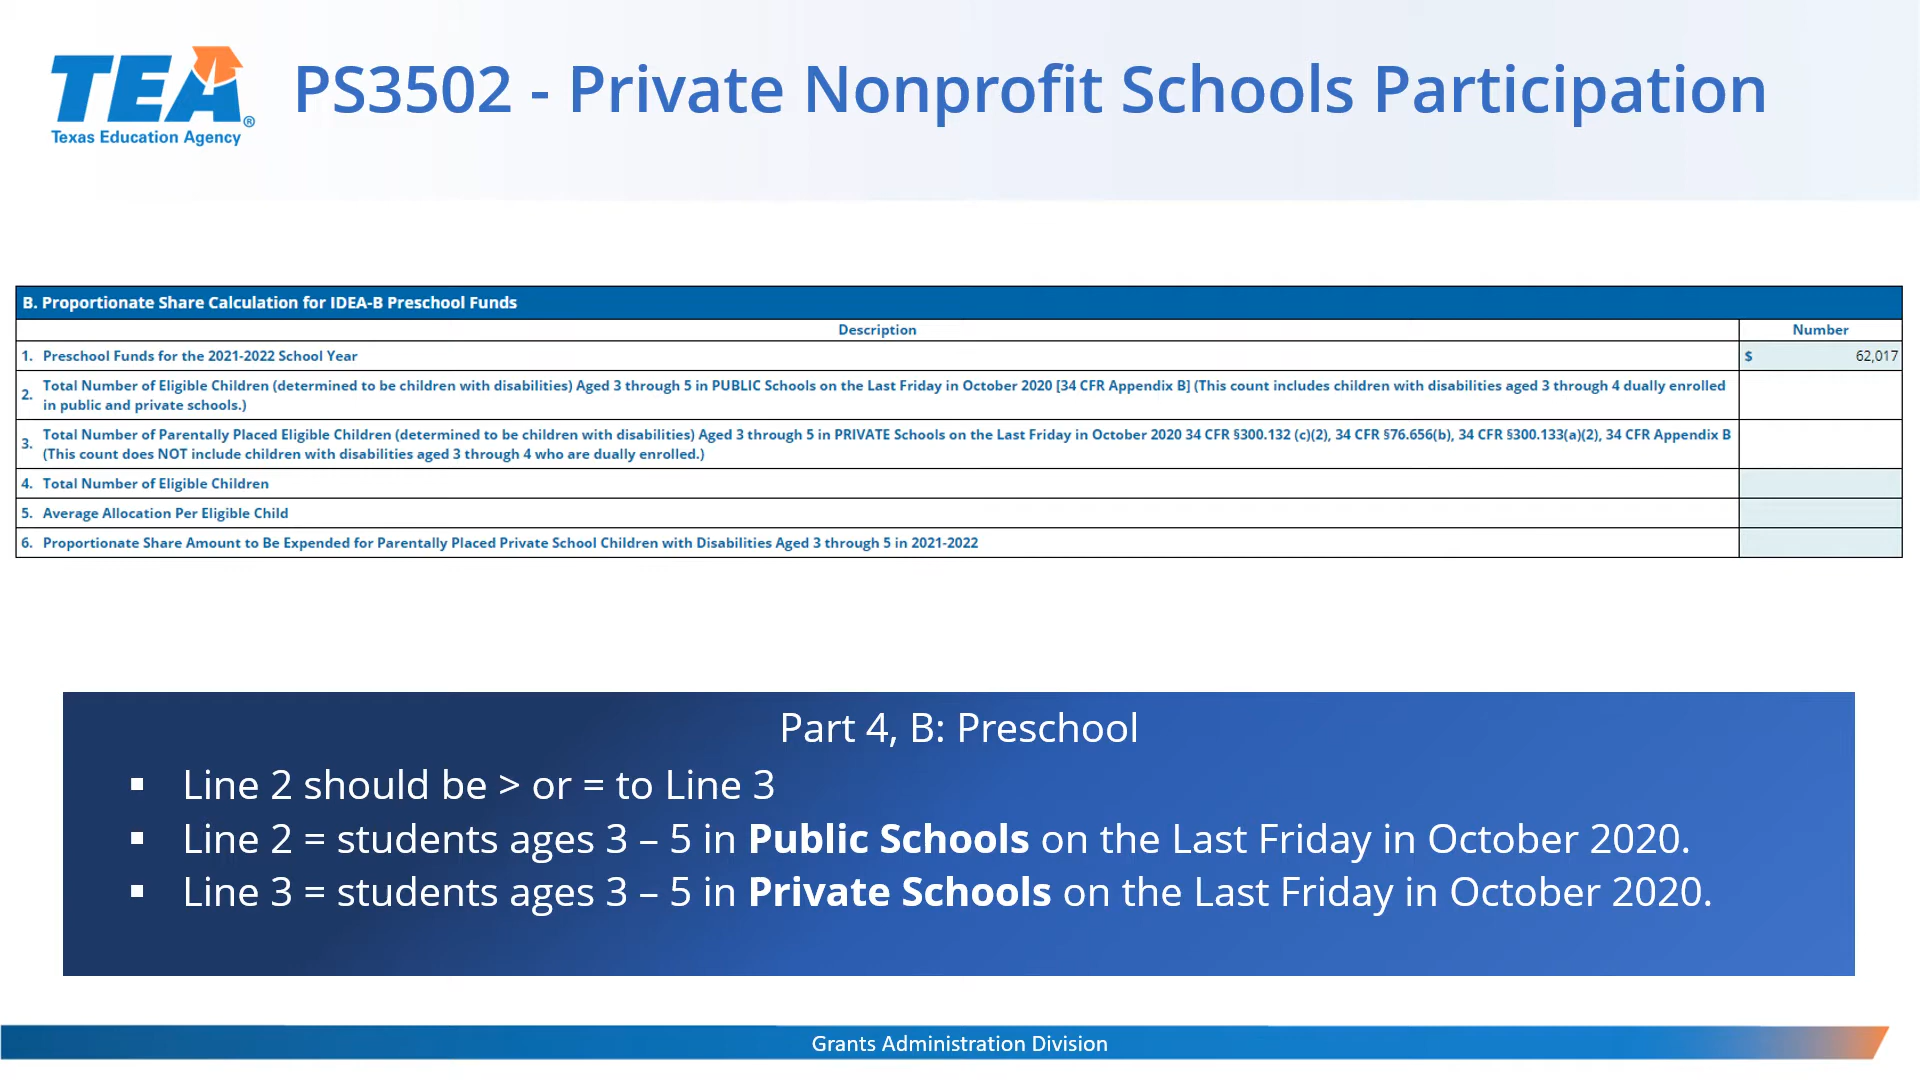 TEA®
Texas Education Agency
PS3502 - Private Nonprofit Schools Participation
B. Proportionate Share Calculation for IDEA-B Preschool Funds
Description Number
1. Preschool Funds for the 2021-2022 School Year $ 62,017
2. Total Number of Eligible Children (determined to be children with disabilities) Aged 3 through 5 in PUBLIC Schools on the Last Friday in October 2020 [34 CFR Appendix B] (This count includes children with disabilities aged 3 through 4 dually enrolled
in public and private schools.)
3. Total Number of Parentally Placed Eligible Children (determined to be children with disabilities) Aged 3 through 5 in PRIVATE Schools on the Last Friday in October 2020 34 CFR §300.132 (c)(2), 34 CFR §76.656(b), 34 CFR §300.133(a)(2), 34 CFR Appendix B
(This count does NOT include children with disabilities aged 3 through 4 who are dually enrolled.)
4. Total Number of Eligible Children
5. Average Allocation Per Eligible Child
6. Proportionate Share Amount to Be Expended for Parentally Placed Private School Children with Disabilities Aged 3 through 5 in 2021-2022
Part 4, B: Preschool
▪ Line 2 should be > or = to Line 3
▪ Line 2 = students ages 3 – 5 in Public Schools on the Last Friday in October 2020.
▪ Line 3 = students ages 3 – 5 in Private Schools on the Last Friday in October 2020.
Grants Administration Division